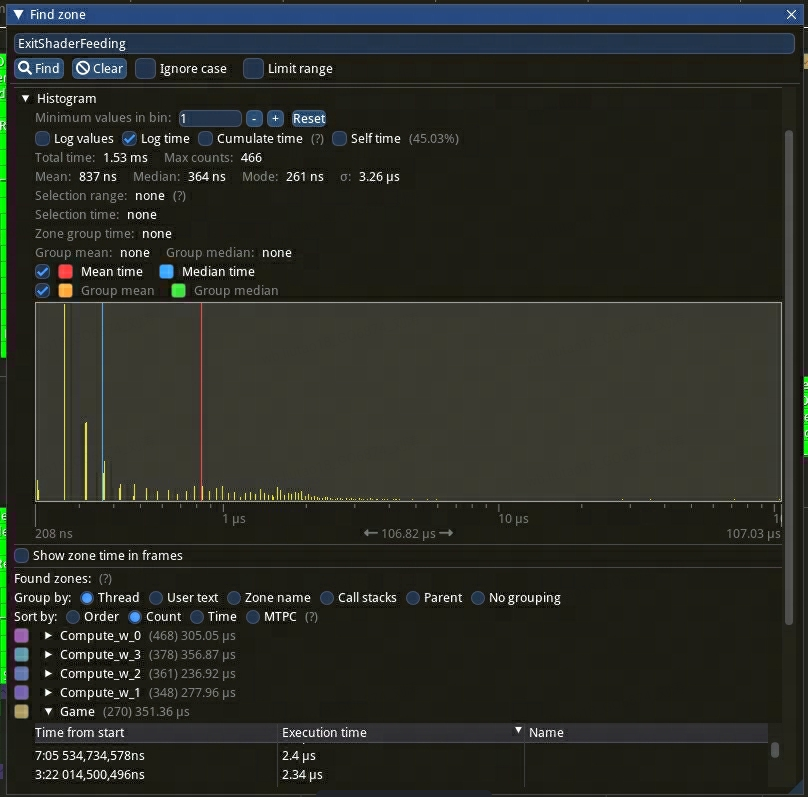 Find zone
ExitShaderFeeding
Find Clear Ignore case Limit range
Histogram
Minimum values in bin: 1 - + Reset
Log values Log time Cumulate time (?) Self time (45.03%)
Total time: 1.53 ms Max counts: 466
Mean: 837 ns Median: 364 ns Mode: 261 ns σ: 3.26 µs
Selection range: none (?)
Selection time: none
Zone group time: none
Group mean: none Group median: none
Mean time Median time
Group mean Group median
1 µs 10 µs
208 ns 106.82 µs 107.03 µs
Show zone time in frames
Found zones: (?)
Group by: Thread User text Zone name Call stacks Parent No grouping
Sort by: Order Count Time MTPC (?)
Compute_w_0 (468) 305.05 µs
Compute_w_3 (378) 356.87 µs
Compute_w_2 (361) 236.92 µs
Compute_w_1 (348) 277.96 µs
Game (270) 351.36 µs
Time from start Execution time Name
7:05 534,734,578ns 2.4 µs
3:22 014,500,496ns 2.34 µs